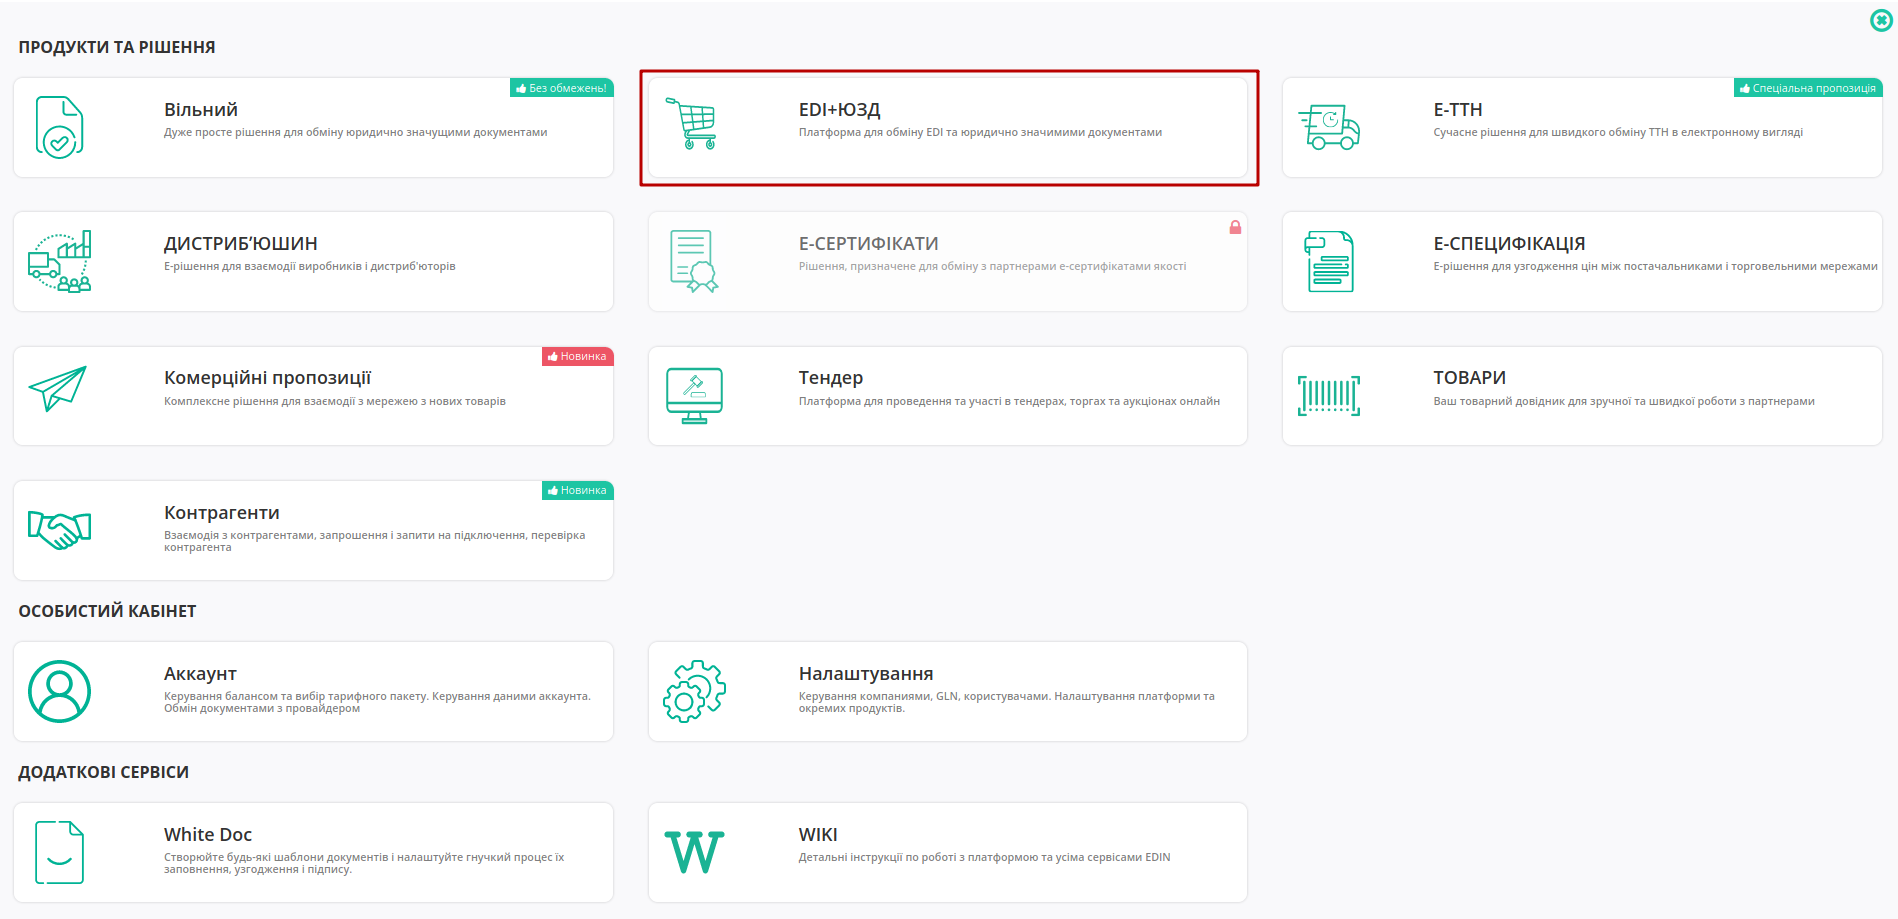 ПРОДУКТИ ТА РІШЕННЯ
Без обмежень!
Вільний
Дуже просте рішення для обміну юридично значущими документами
EDI+ЮЗД
Платформа для обміну EDI та юридично значимими документами
Спеціальна пропозиція
Е-ТТН
Сучасне рішення для швидкого обміну ТТН в електронному вигляді
ДИСТРИБ’ЮШИН
Е-рішення для взаємодії виробників і дистриб'юторів
Е-СЕРТИФІКАТИ
Рішення, призначене для обміну з партнерами е-сертифікатами якості
Е-СПЕЦИФІКАЦІЯ
Е-рішення для узгодження цін між постачальниками і торговельними мережами
Новинка
Комерційні пропозиції
Комплексне рішення для взаємодії з мережею з нових товарів
Тендер
Платформа для проведення та участі в тендерах, торгах та аукціонах онлайн
ТОВАРИ
Ваш товарний довідник для зручної та швидкої роботи з партнерами
Новинка
Контрагенти
Взаємодія з контрагентами, запрошення і запити на підключення, перевірка
контрагента
ОСОБИСТИЙ КАБІНЕТ
Аккаунт
Керування балансом та вибір тарифного пакету. Керування даними аккаунта.
Обмін документами з провайдером
Налаштування
Керування компаніями, GLN, користувачами. Налаштування платформи та
окремих продуктів.
ДОДАТКОВІ СЕРВІСИ
White Doc
Створюйте будь-які шаблони документів і налаштуйте гнучкий процес їх
заповнення, узгодження і підпису.
W
WIKI
Детальні інструкції по роботі з платформою та усіма сервісами EDIN